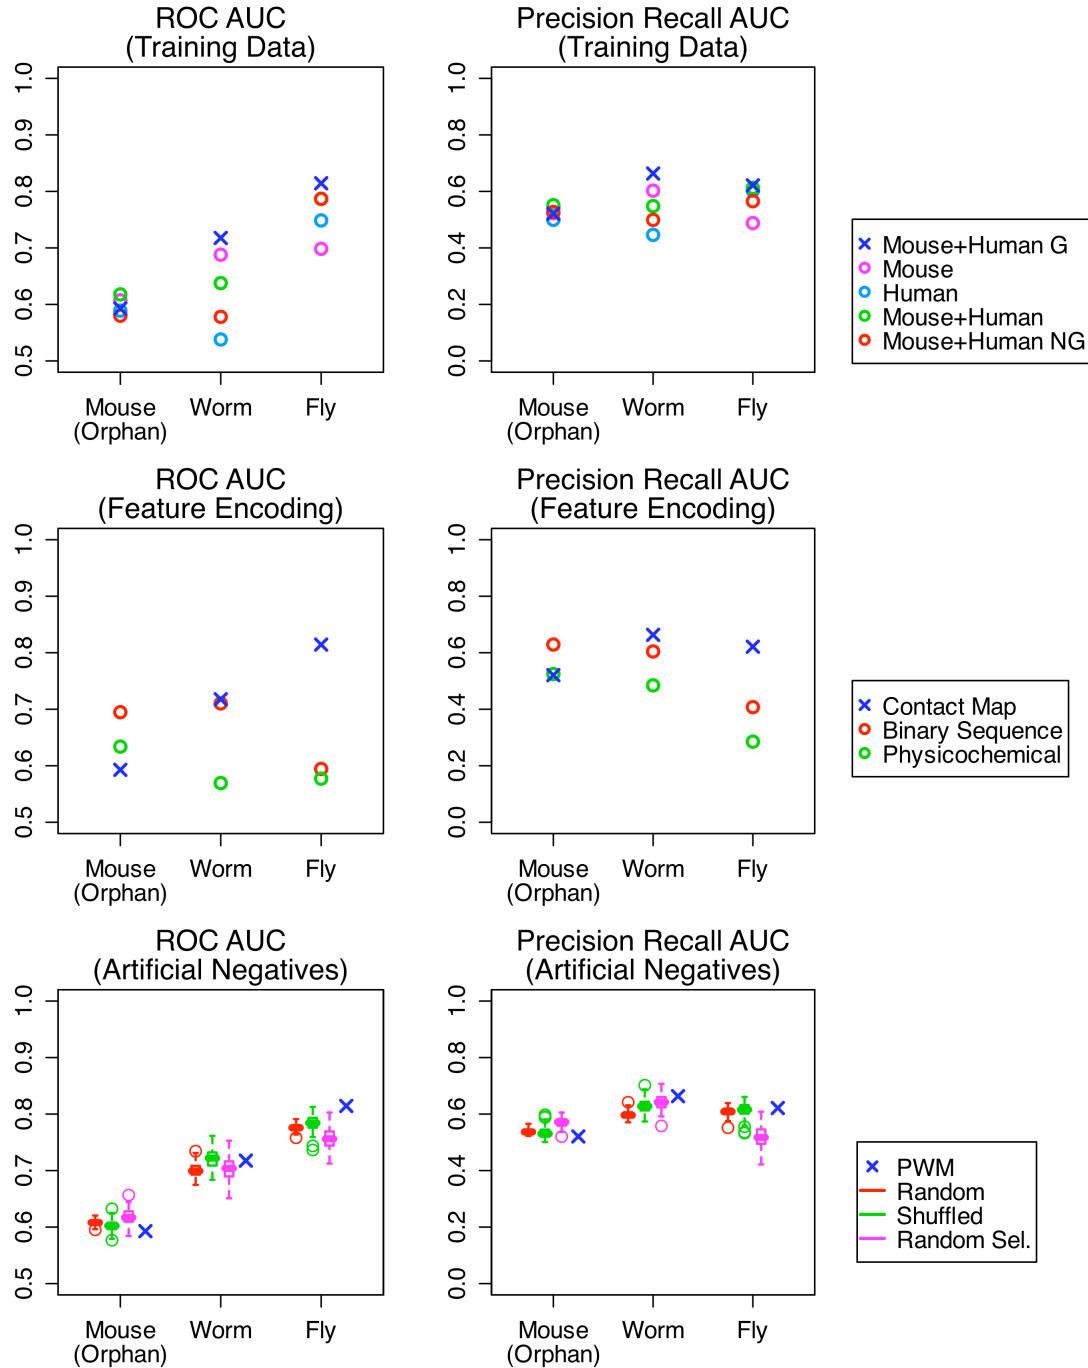 ROC AUC
(Training Data)
1.0
0.9
0.8
0.7
0.6
0.5
Mouse
(Orphan)
Worm
Fly
Precision Recall AUC
(Training Data)
1.0
0.8
0.6
0.4
0.2
0.0
Mouse
(Orphan)
Worm
Fly
Mouse+Human G
Mouse
Human
Mouse+Human
Mouse+Human NG
ROC AUC
(Feature Encoding)
1.0
0.9
0.8
0.7
0.6
0.5
Mouse
(Orphan)
Worm
Fly
Precision Recall AUC
(Feature Encoding)
1.0
0.8
0.6
0.4
0.2
0.0
Mouse
(Orphan)
Worm
Fly
Contact Map
Binary Sequence
Physicochemical
ROC AUC
(Artificial Negatives)
1.0
0.9
0.8
0.7
0.6
0.5
Mouse
(Orphan)
Worm
Fly
Precision Recall AUC
(Artificial Negatives)
1.0
0.8
0.6
0.4
0.2
0.0
Mouse
(Orphan)
Worm
Fly
PWM
Random
Shuffled
Random Sel.